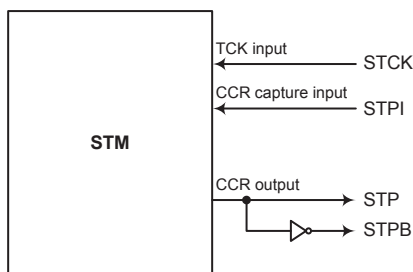 TCK input
STCK
CCR capture input
STPI
STM
CCR output
STP
STPB